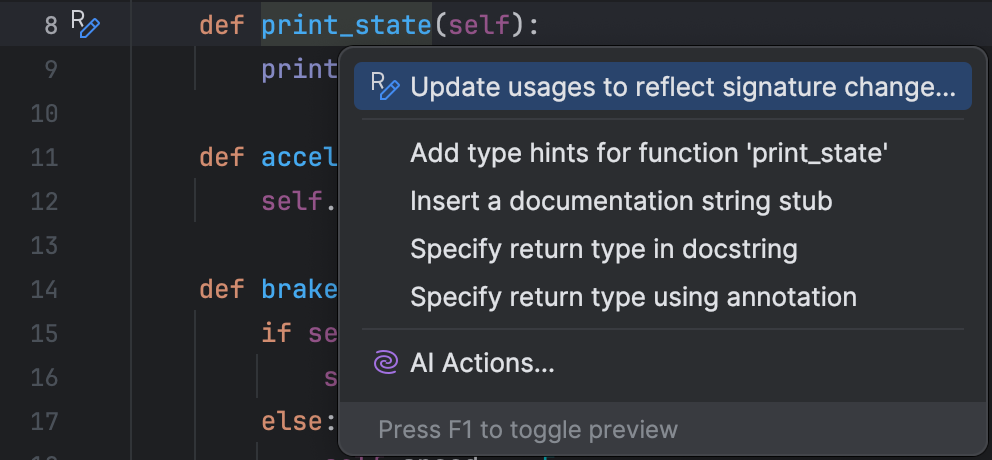 8 def print_state(self):
9 print
10
11 def accel
12 self.
13
14 def brake
15 if se
16 s
17 else:
Update usages to reflect signature change...
Add type hints for function 'print_state'
Insert a documentation string stub
Specify return type in docstring
Specify return type using annotation
AI Actions...
Press F1 to toggle preview